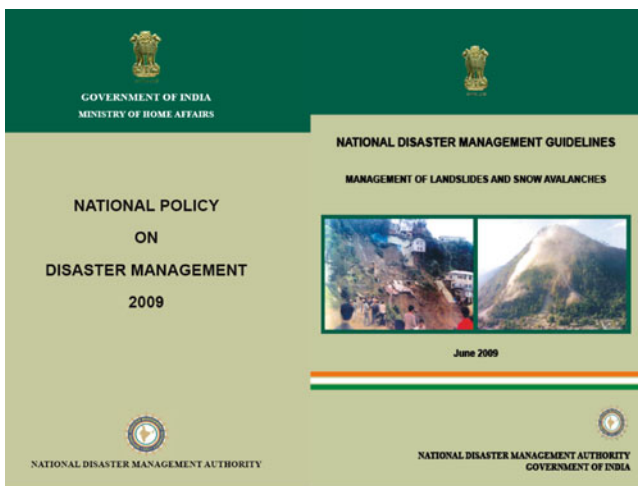 GOVERNMENT OF INDIA
MINISTRY OF HOME AFFAIRS
NATIONAL POLICY
ON
DISASTER MANAGEMENT
2009
NATIONAL DISASTER MANAGEMENT AUTHORITY
NATIONAL DISASTER MANAGEMENT GUIDELINES
MANAGEMENT OF LANDSLIDES AND SNOW AVALANCHES
June 2009
NATIONAL DISASTER MANAGEMENT AUTHORITY
GOVERNMENT OF INDIA